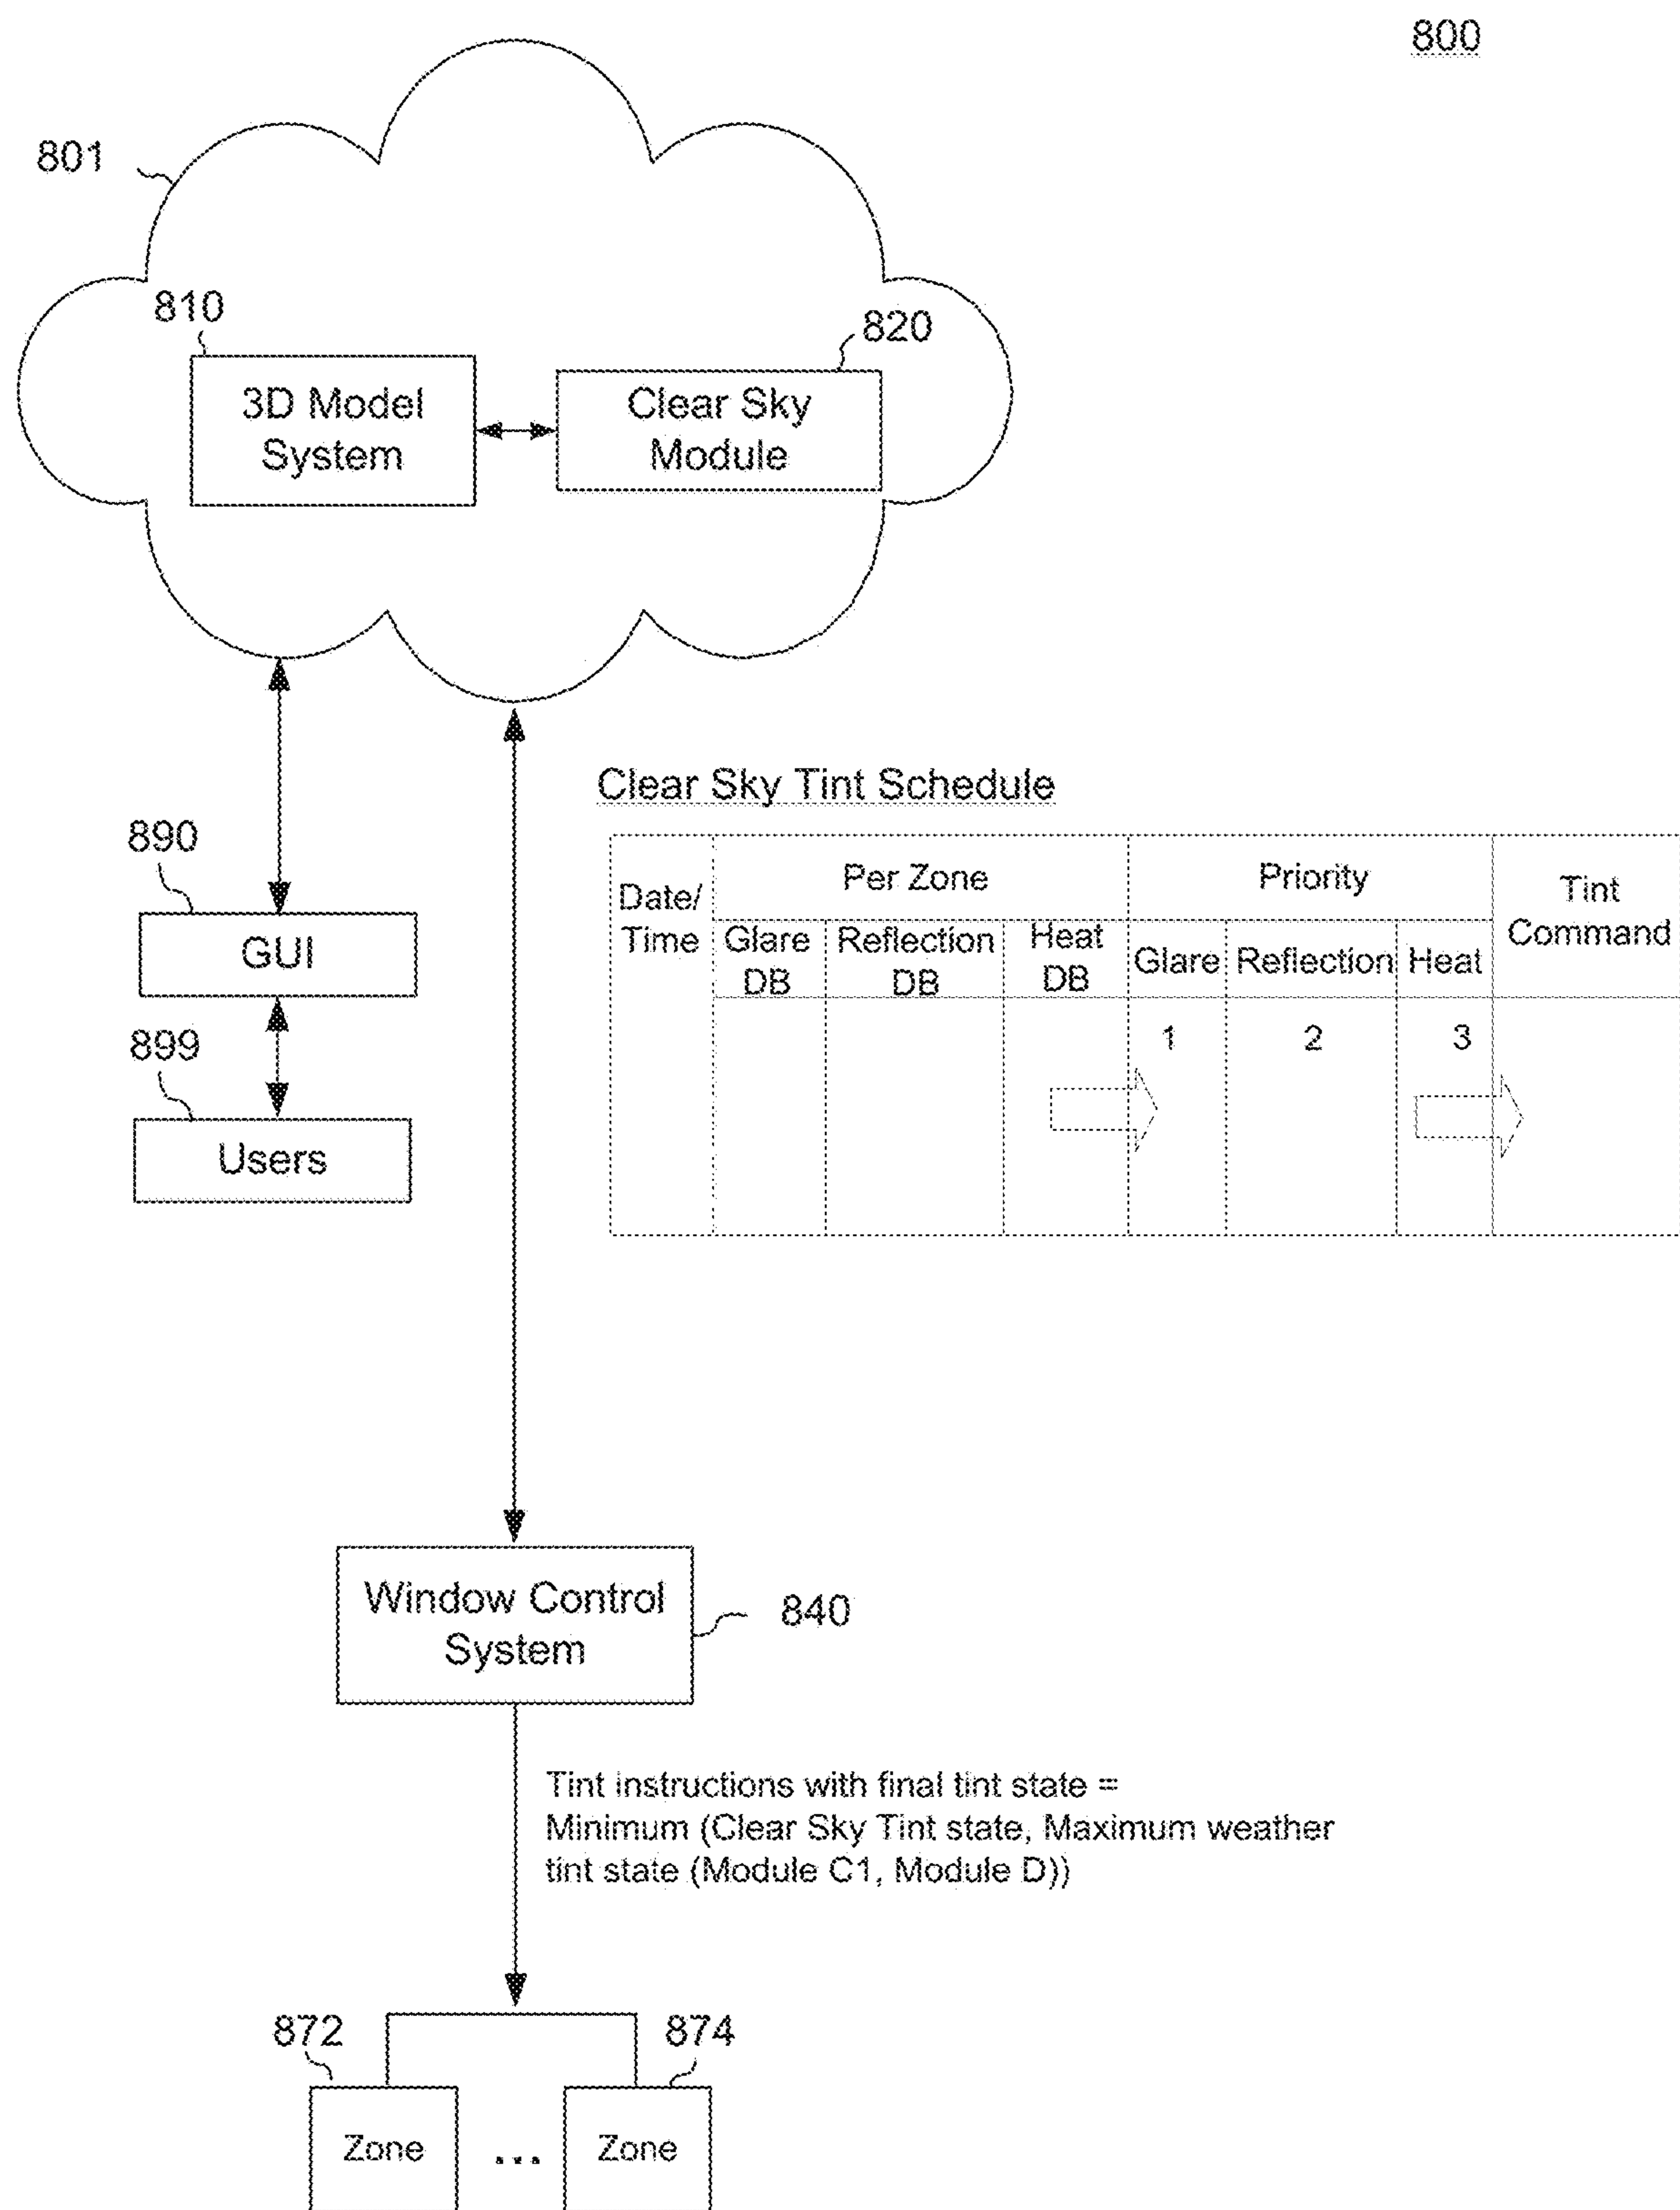 800
801
810
820
3D Model
System
Clear Sky
Module
890
GUI
899
Users
Clear Sky Tint Schedule
Date/
Time
Per Zone
Priority
Tint
Command
Glare
DB
Reflection
DB
Heat
DB
Glare
Reflection
Heat
1
2
3
Window Control
System
840
Tint instructions with final tint state =
Minimum (Clear Sky Tint state, Maximum weather
tint state (Module C1, Module D))
872
874
Zone
...
Zone